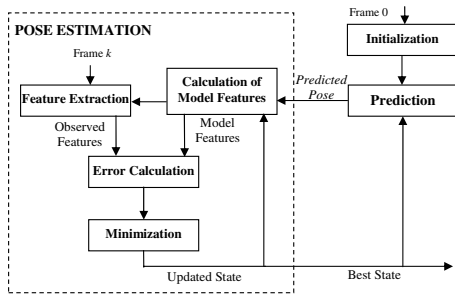 Frame 0
POSE ESTIMATION
Initialization
Frame k
Calculation of
Model Features
Predicted
Pose
Feature Extraction
Prediction
Observed
Features
Model
Features
Error Calculation
Minimization
Updated State
Best State